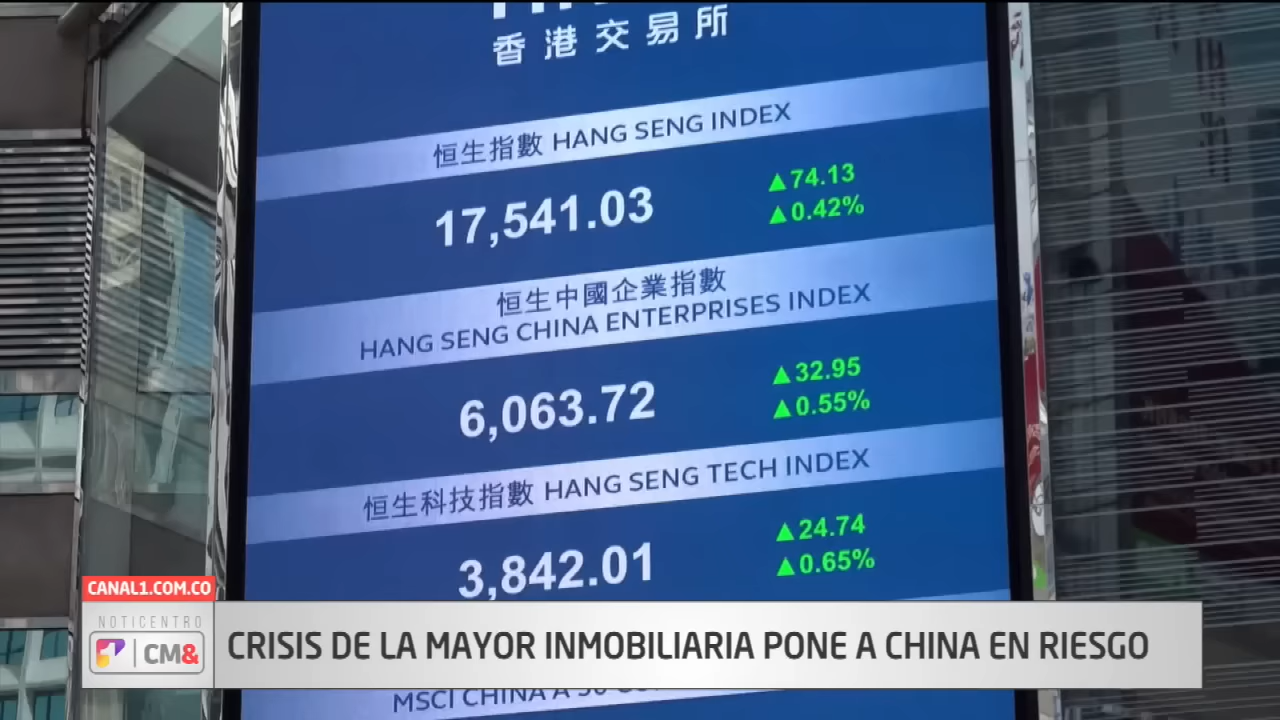 香港交易所
恒生指數 HANG SENG INDEX
17,541.03
▲74.13
▲0.42%
恒生中國企業指數
HANG SENG CHINA ENTERPRISES INDEX
6,063.72
▲32.95
▲0.55%
恒生科技指數 HANG SENG TECH INDEX
3,842.01
▲24.74
▲0.65%
CANAL1.COM.CO
NOTICENTRO
CM&
CRISIS DE LA MAYOR INMOBILIARIA PONE A CHINA EN RIESGO
MSCI CHINA A 50